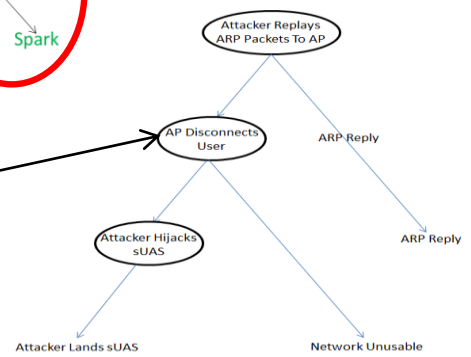 Attacker Replays
ARP Packets To AP
Spark
AP Disconnects
User
ARP Reply
Attacker Hijacks
sUAS
ARP Reply
Attacker Lands sUAS
Network Unusable